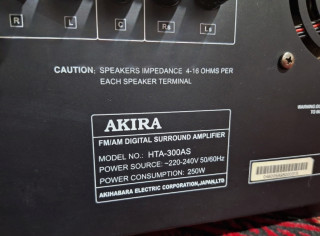 R L C Rs Ls
CAUTION: SPEAKERS IMPEDANCE 4-16 OHMS PER
EACH SPEAKER TERMINAL
AKIRA
FM/AM DIGITAL SURROUND AMPLIFIER
MODEL NO.: HTA-300AS
POWER SOURCE: ~220-240V 50/60Hz
POWER CONSUMPTION: 250W
AKIHABARA ELECTRIC CORPORATION,JAPAN,LTD